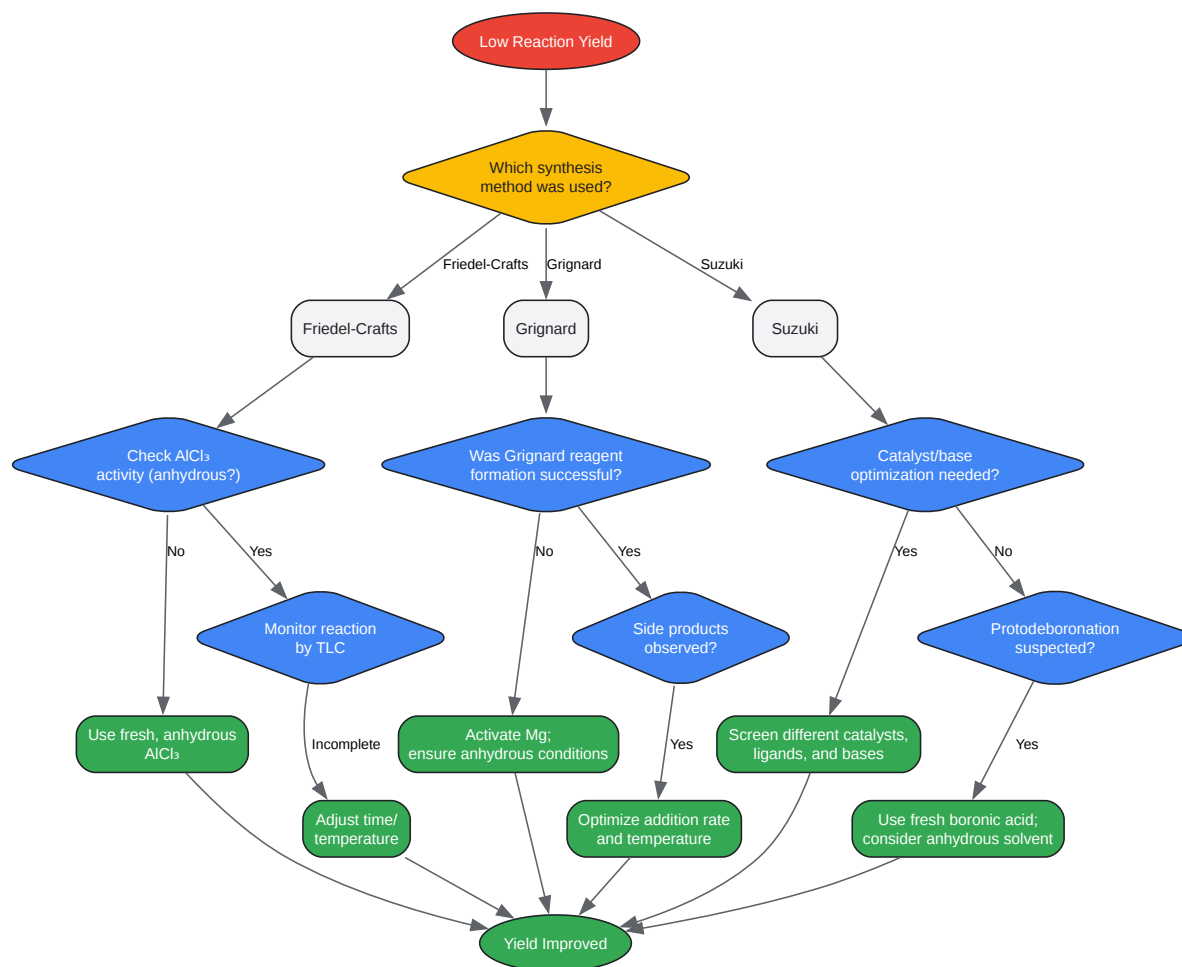 Low Reaction Yield
Which synthesis
method was used?
Friedel-Crafts
Grignard
Suzuki
Friedel-Crafts
Grignard
Suzuki
Check AlCl₃
activity (anhydrous?)
Was Grignard reagent
formation successful?
Catalyst/base
optimization needed?
No
Yes
No
Yes
Yes
No
Monitor reaction
by TLC
Side products
observed?
Protodeboronation
suspected?
Use fresh, anhydrous
AlCl₃
Incomplete
Activate Mg;
ensure anhydrous conditions
Yes
Screen different catalysts,
ligands, and bases
Yes
Adjust time/
temperature
Optimize addition rate
and temperature
Use fresh boronic acid;
consider anhydrous solvent
Yield Improved